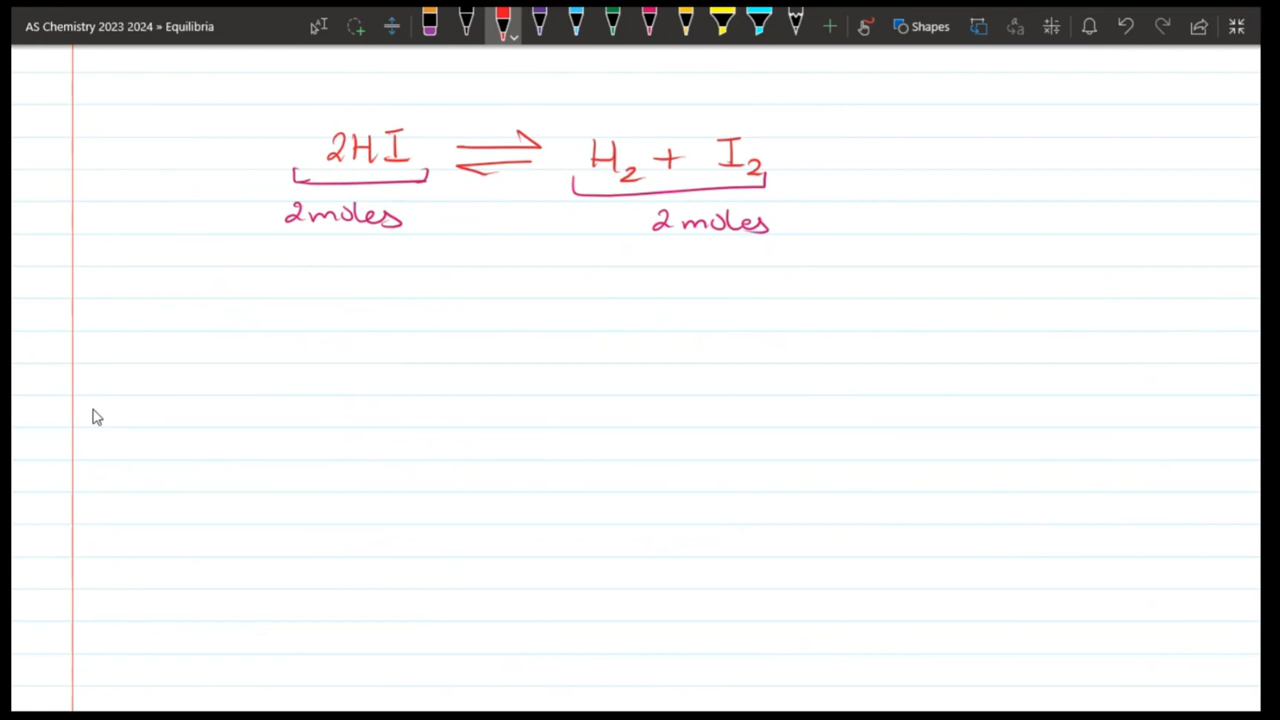 AS Chemistry 2023 2024 » Equilibria Shapes
2HI ⇌ H₂ + I₂
2moles 2 moles